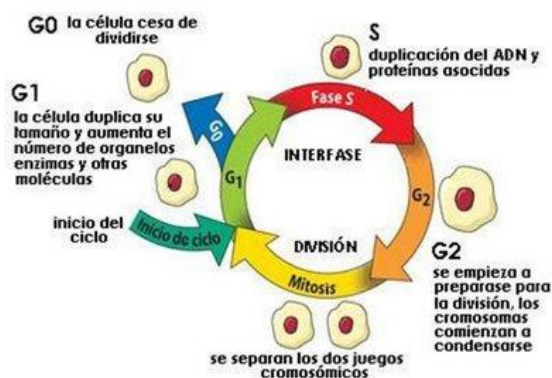 G0 la célula cesa de
dividirse
G1
la célula duplica su
tamaño y aumenta el
número de organelos
enzimas y otras
moléculas
inicio del
ciclo
Inicio de ciclo
G1
G0
Fase S
S
duplicación del ADN y
proteínas asocidas
INTERFASE
G2
G2
se empieza a
prepararse para
la división, los
cromosomas
comienzan a
condensarse
DIVISIÓN
Mitosis
se separan los dos juegos
cromosómicos